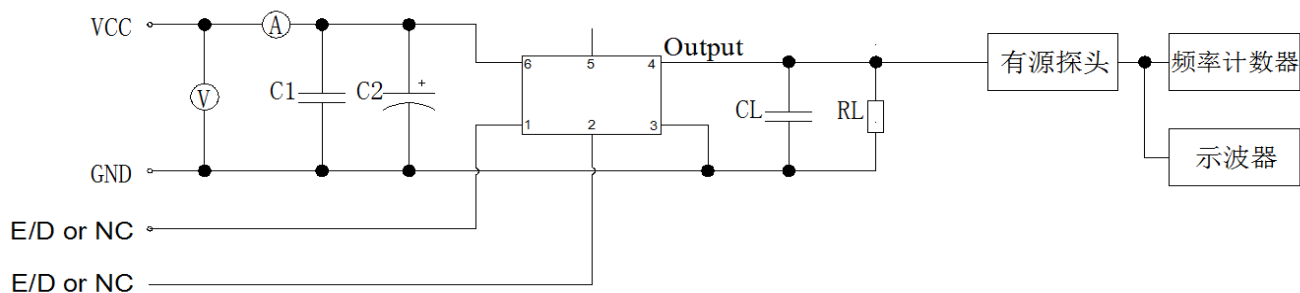 VCC
A
V
C1
C2
+
6
5
4
1
2
3
Output
CL
RL
有源探头
频率计数器
示波器
GND
E/D or NC
E/D or NC